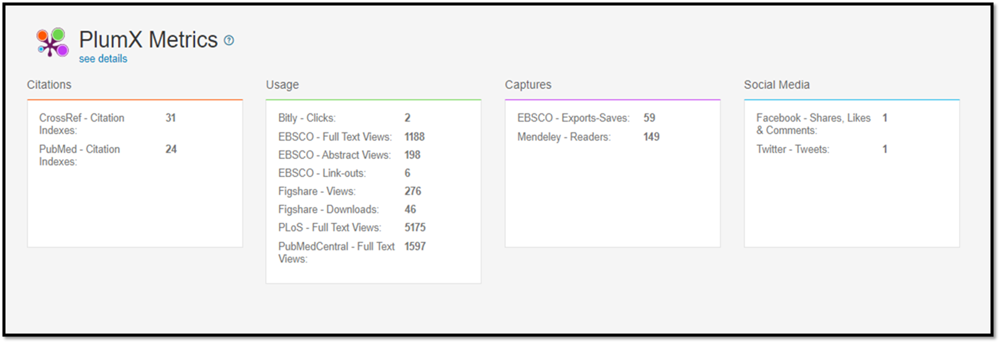 PlumX Metrics ?
see details
Citations
CrossRef - Citation 31
Indexes:
PubMed - Citation 24
Indexes:
Usage
Bitly - Clicks: 2
EBSCO - Full Text Views: 1188
EBSCO - Abstract Views: 198
EBSCO - Link-outs: 6
Figshare - Views: 276
Figshare - Downloads: 46
PLoS - Full Text Views: 5175
PubMedCentral - Full Text 1597
Views:
Captures
EBSCO - Exports-Saves: 59
Mendeley - Readers: 149
Social Media
Facebook - Shares, Likes 1
& Comments:
Twitter - Tweets: 1